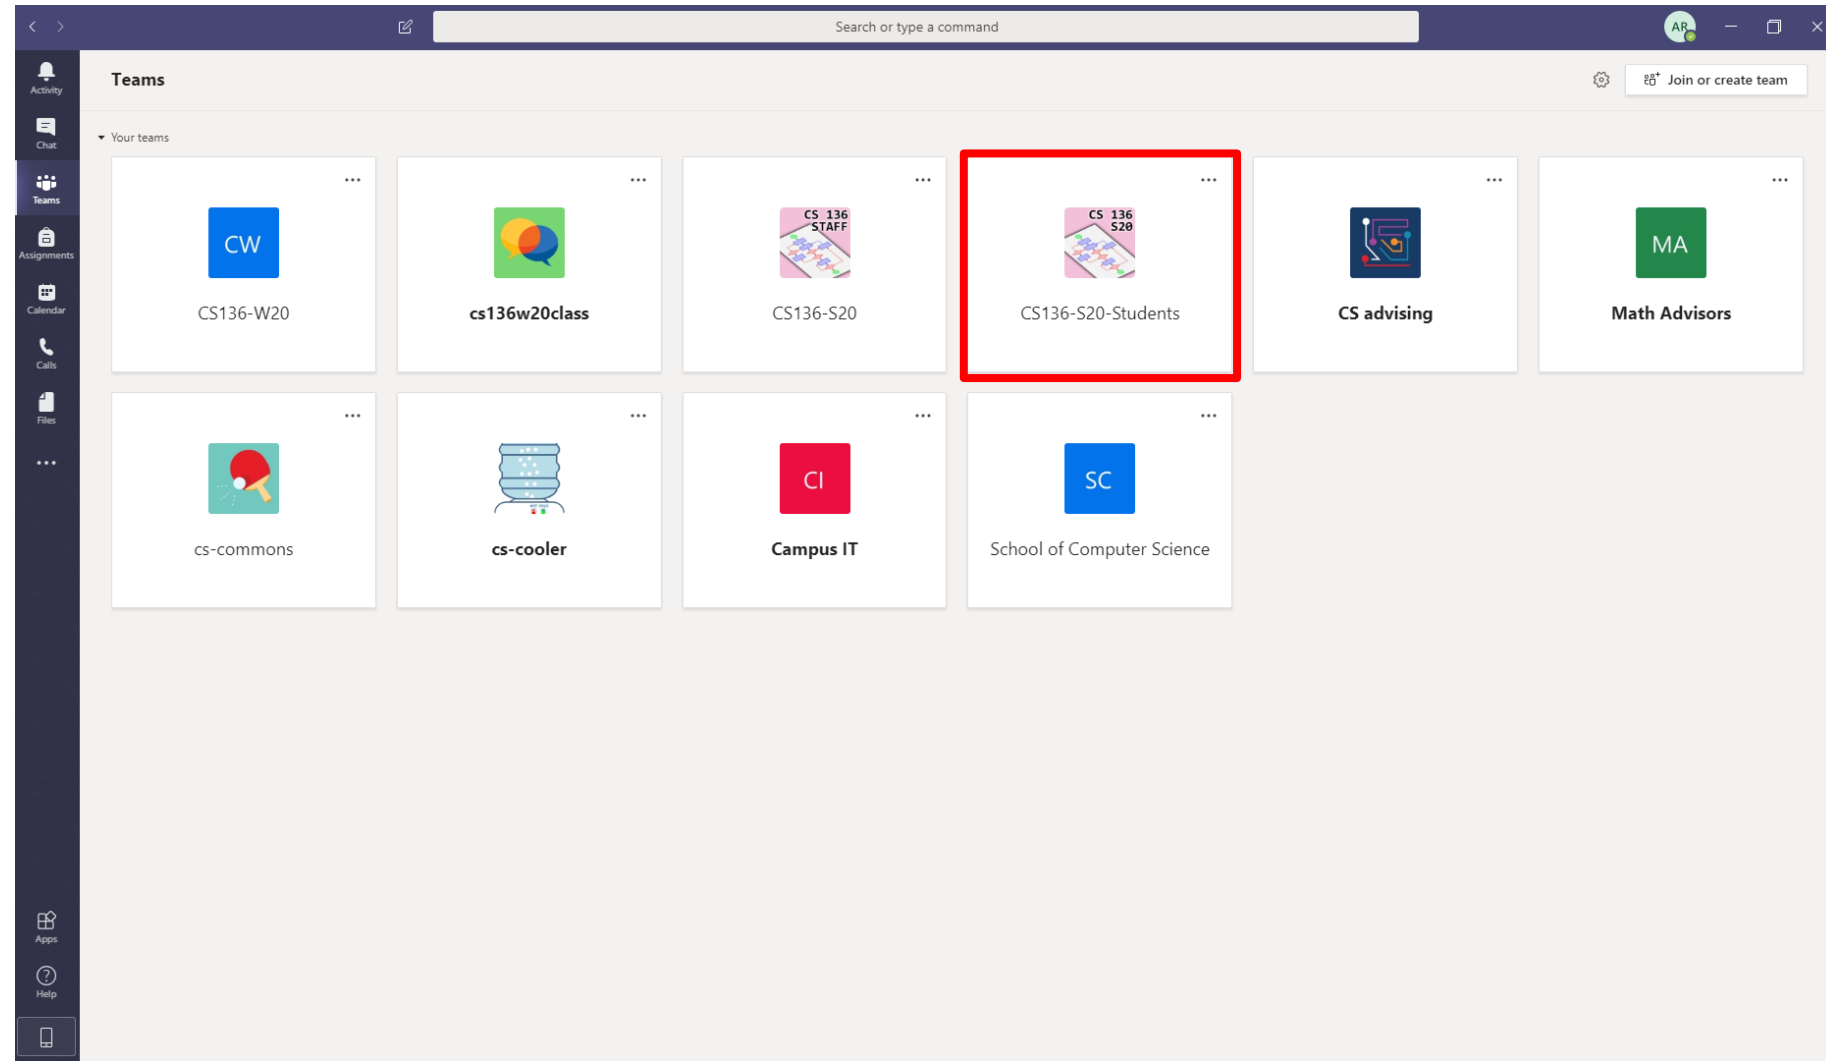 Search or type a command
AR
Activity
Chat
Teams
Assignments
Calendar
Calls
Files
Apps
Help
Teams
Join or create team
Your teams
CW
CS136-W20
cs136w20class
CS 136
STAFF
CS136-S20
CS 136
S20
CS136-S20-Students
CS advising
MA
Math Advisors
cs-commons
cs-cooler
CI
Campus IT
SC
School of Computer Science